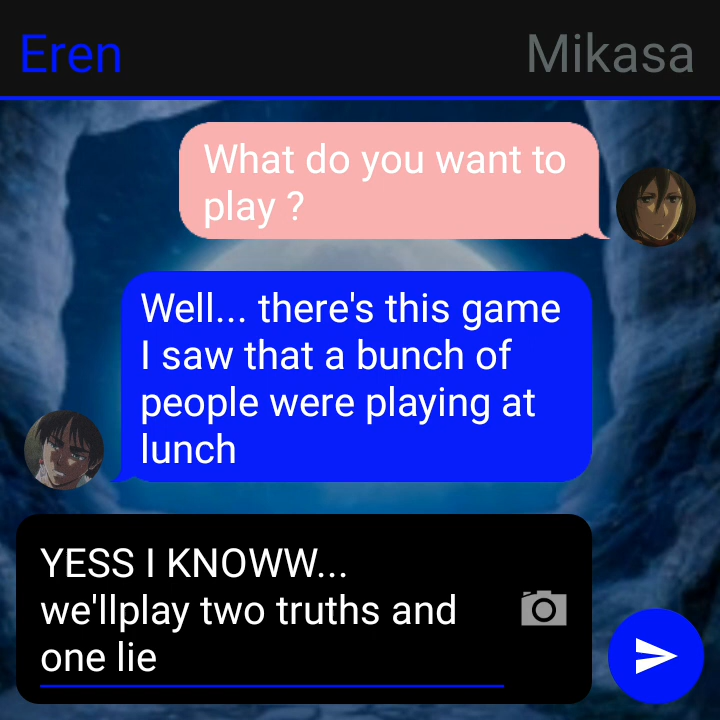 Eren
Mikasa
What do you want to
play ?
Well... there's this game
I saw that a bunch of
people were playing at
lunch
YESS I KNOWW...
we'llplay two truths and
one lie